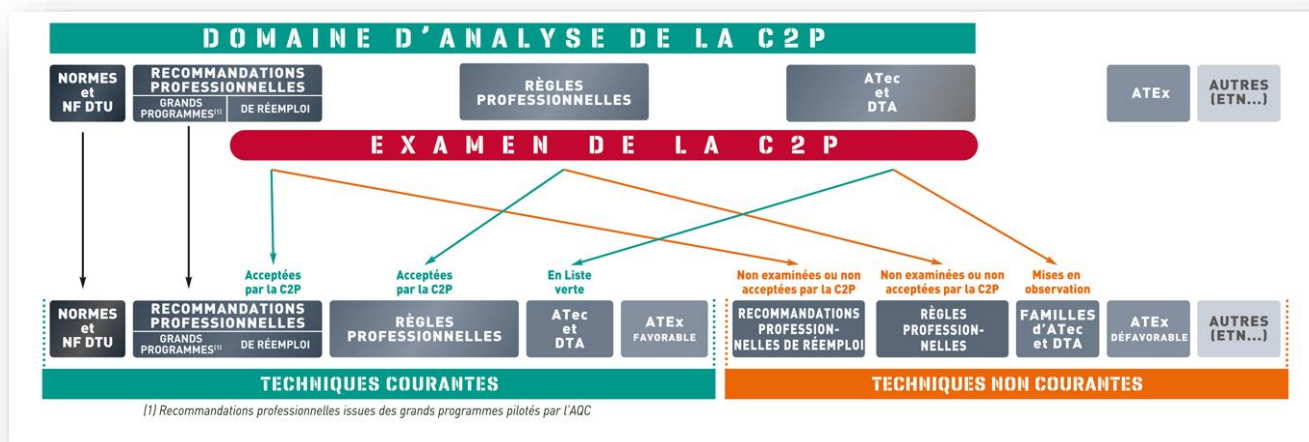 DOMAINE D'ANALYSE DE LA C2P
NORMES
et
NF DTU
RECOMMANDATIONS
PROFESSIONNELLES
GRANDS
PROGRAMMES(1)
DE RÉEMPLOI
RÈGLES
PROFESSIONNELLES
ATec
et
DTA
ATEx
AUTRES
(ETN...)
EXAMEN DE LA C2P
Acceptées
par la C2P
Acceptées
par la C2P
En Liste
verte
Non examinées ou non
acceptées par la C2P
Non examinées ou non
acceptées par la C2P
Mises en
observation
NORMES
et
NF DTU
RECOMMANDATIONS
PROFESSIONNELLES
GRANDS
PROGRAMMES(1)
DE RÉEMPLOI
RÈGLES
PROFESSIONNELLES
ATec
et
DTA
ATEx
FAVORABLE
RECOMMANDATIONS
PROFESSION-
NELLES DE RÉEMPLOI
RÈGLES
PROFESSION-
NELLES
FAMILLES
d'ATec
et DTA
ATEx
DÉFAVORABLE
AUTRES
(ETN...)
TECHNIQUES COURANTES
TECHNIQUES NON COURANTES
(1) Recommandations professionnelles issues des grands programmes pilotés par l'AQC